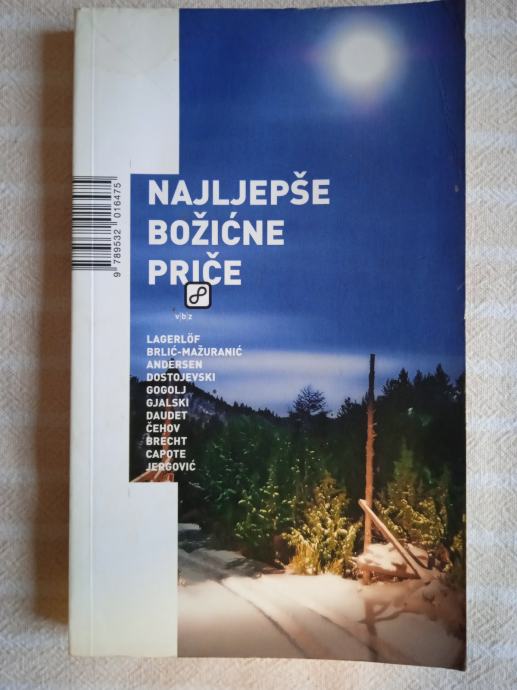 NAJLJEPŠE
BOŽIĆNE
PRIČE
v|b|z
LAGERLÖF
BRLIĆ-MAŽURANIĆ
ANDERSEN
DOSTOJEVSKI
GOGOLJ
GJALSKI
DAUDET
ČEHOV
BRECHT
CAPOTE
JERGOVIĆ
9 789532 016475